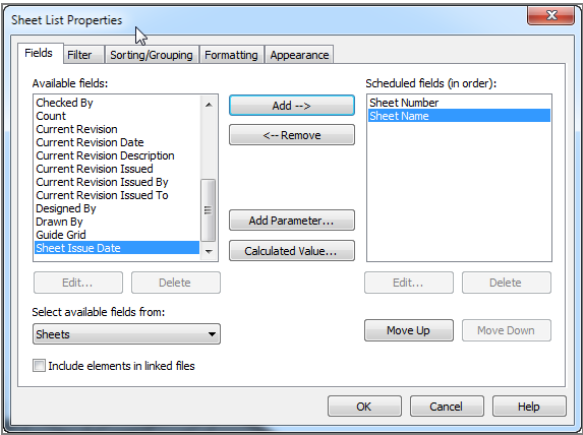 Sheet List Properties
Fields Filter Sorting/Grouping Formatting Appearance
Available fields:
Checked By
Count
Current Revision
Current Revision Date
Current Revision Description
Current Revision Issued
Current Revision Issued By
Current Revision Issued To
Designed By
Drawn By
Guide Grid
Sheet Issue Date
Edit...
Delete
Select available fields from:
Sheets
Include elements in linked files
Add -->
<-- Remove
Add Parameter...
Calculated Value...
Scheduled fields (in order):
Sheet Number
Sheet Name
Edit...
Delete
Move Up
Move Down
OK
Cancel
Help